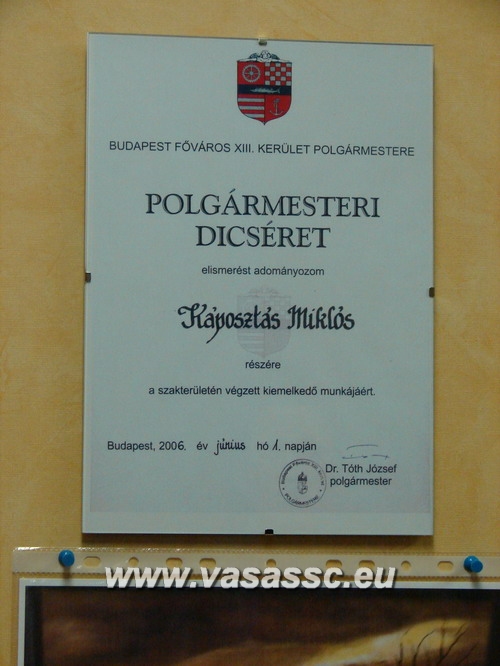 BUDAPEST FŐVÁROS XIII. KERÜLET POLGÁRMESTERE
POLGÁRMESTERI
DICSÉRET
elismerést adományozom
Káposztás Miklós
részére
a szakterületén végzett kiemelkedő munkájáért.
Budapest, 2006. év június hó 1. napján
Dr. Tóth József
polgármester
www.vasassc.eu